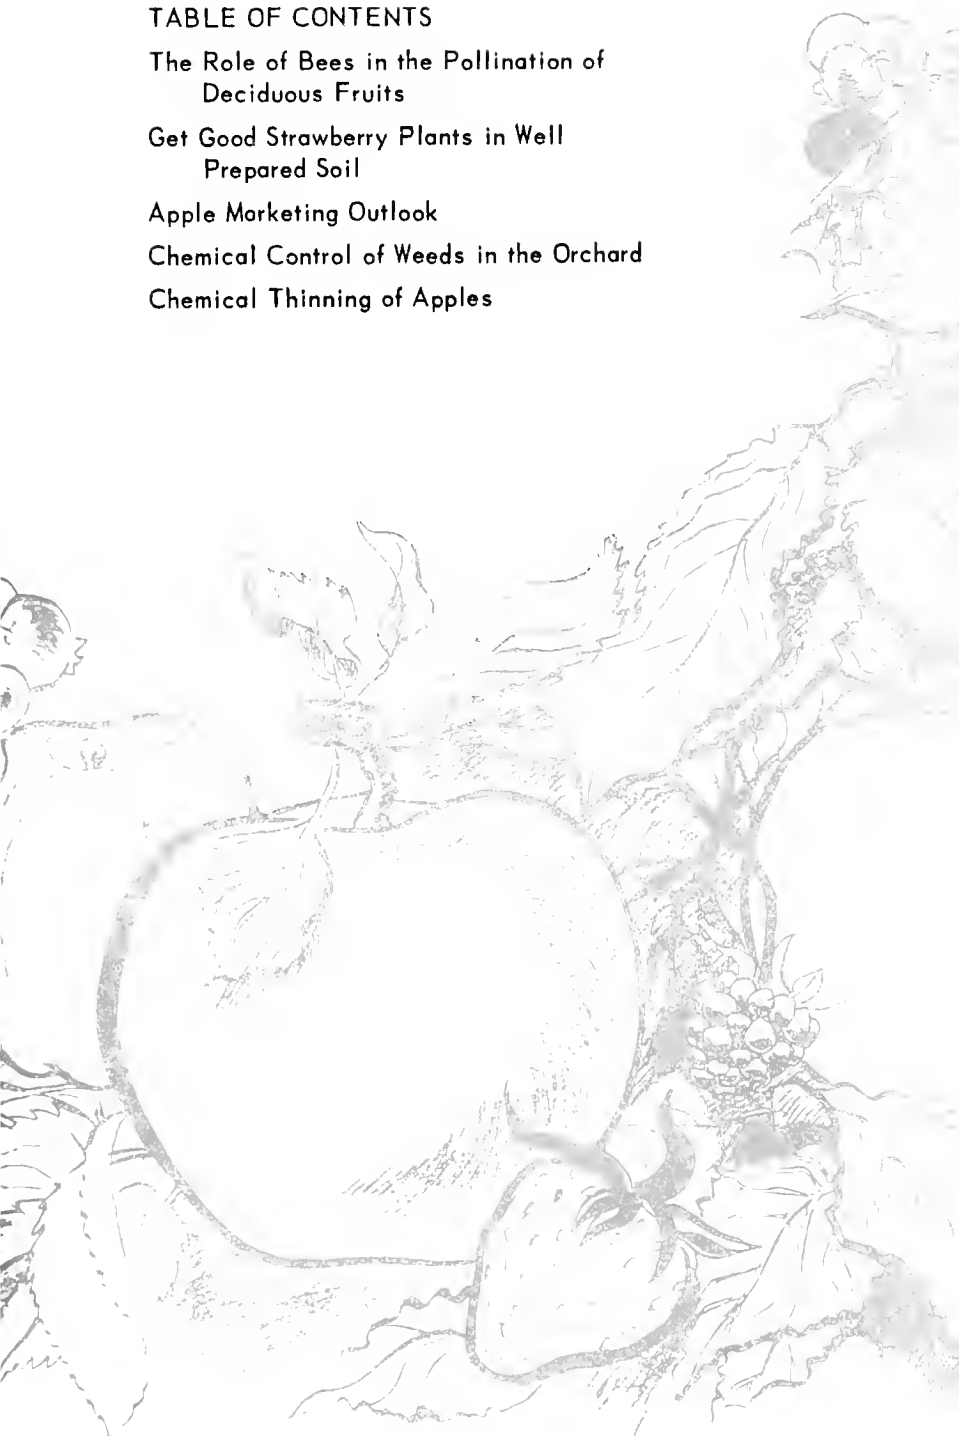 TABLE OF CONTENTS
The Role of Bees in the Pollination of
Deciduous Fruits
Get Good Strawberry Plants in Well
Prepared Soil
Apple Marketing Outlook
Chemical Control of Weeds in the Orchard
Chemical Thinning of Apples